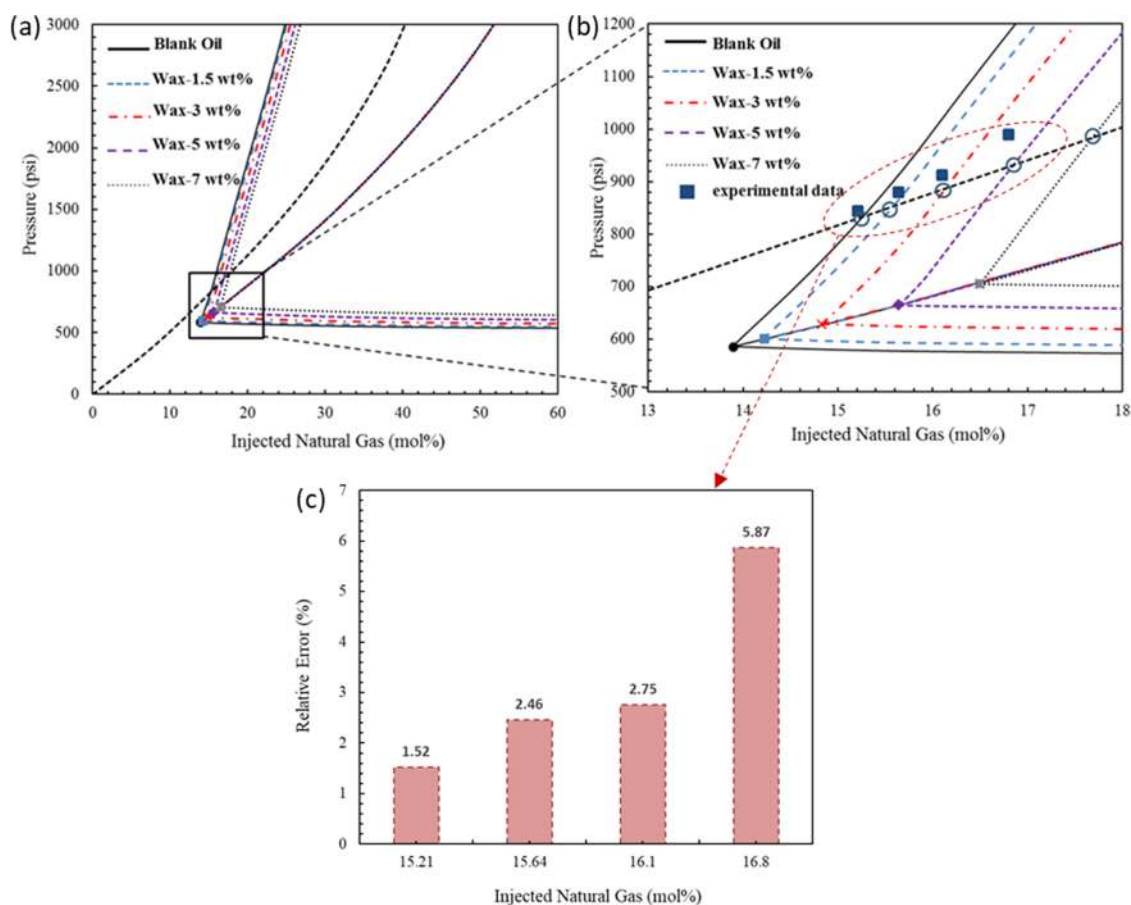 (a)
3000
2500
2000
1500
1000
500
0
Pressure (psi)
Blank Oil
Wax-1.5 wt%
Wax-3 wt%
Wax-5 wt%
Wax-7 wt%
0 10 20 30 40 50 60
Injected Natural Gas (mol%)
(b)
1200
1100
1000
900
800
700
600
500
Pressure (psi)
Blank Oil
Wax-1.5 wt%
Wax-3 wt%
Wax-5 wt%
Wax-7 wt%
experimental data
13 14 15 16 17 18
Injected Natural Gas (mol%)
(c)
7
6
5
4
3
2
1
0
Relative Error (%)
1.52
2.46
2.75
5.87
15.21 15.64 16.1 16.8
Injected Natural Gas (mol%)